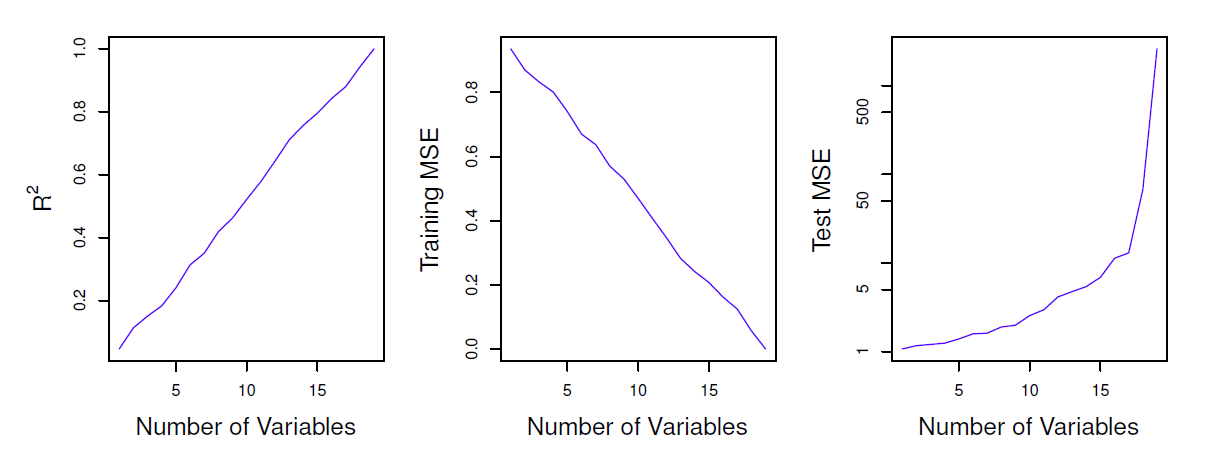 R²
1.0
0.8
0.6
0.4
0.2
5 10 15
Number of Variables
Training MSE
0.8
0.6
0.4
0.2
0.0
5 10 15
Number of Variables
Test MSE
500
50
5
1
5 10 15
Number of Variables